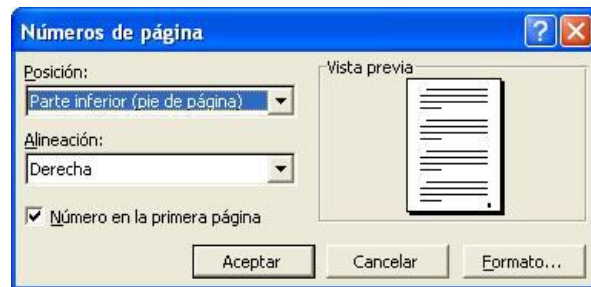 Números de página
Posición:
Vista previa
Parte inferior (pie de página)
Alineación:
Derecha
Número en la primera página
Aceptar
Cancelar
Formato...